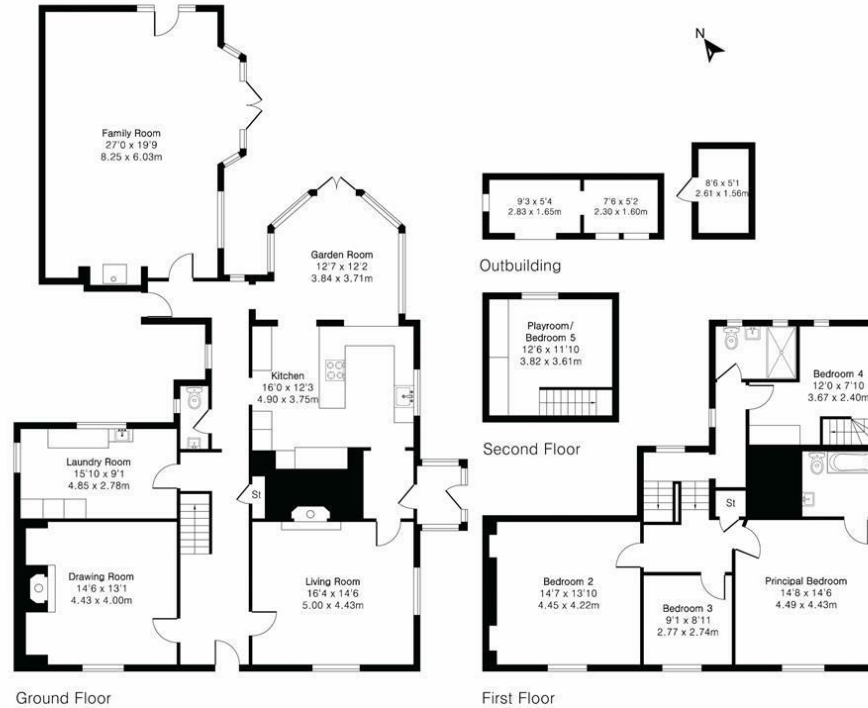 N
Family Room
27'0 x 19'9
8.25 x 6.03m
9'3 x 5'4
2.83 x 1.65m
7'6 x 5'2
2.30 x 1.60m
8'6 x 5'1
2.61 x 1.56m
Outbuilding
Garden Room
12'7 x 12'2
3.84 x 3.71m
Playroom/
Bedroom 5
12'6 x 11'10
3.82 x 3.61m
Second Floor
Kitchen
16'0 x 12'3
4.90 x 3.75m
Bedroom 4
12'0 x 7'10
3.67 x 2.40m
Laundry Room
15'10 x 9'1
4.85 x 2.78m
St
St
Drawing Room
14'6 x 13'1
4.43 x 4.00m
Living Room
16'4 x 14'6
5.00 x 4.43m
Bedroom 2
14'7 x 13'10
4.45 x 4.22m
Bedroom 3
9'1 x 8'11
2.77 x 2.74m
Principal Bedroom
14'8 x 14'6
4.49 x 4.43m
Ground Floor
First Floor